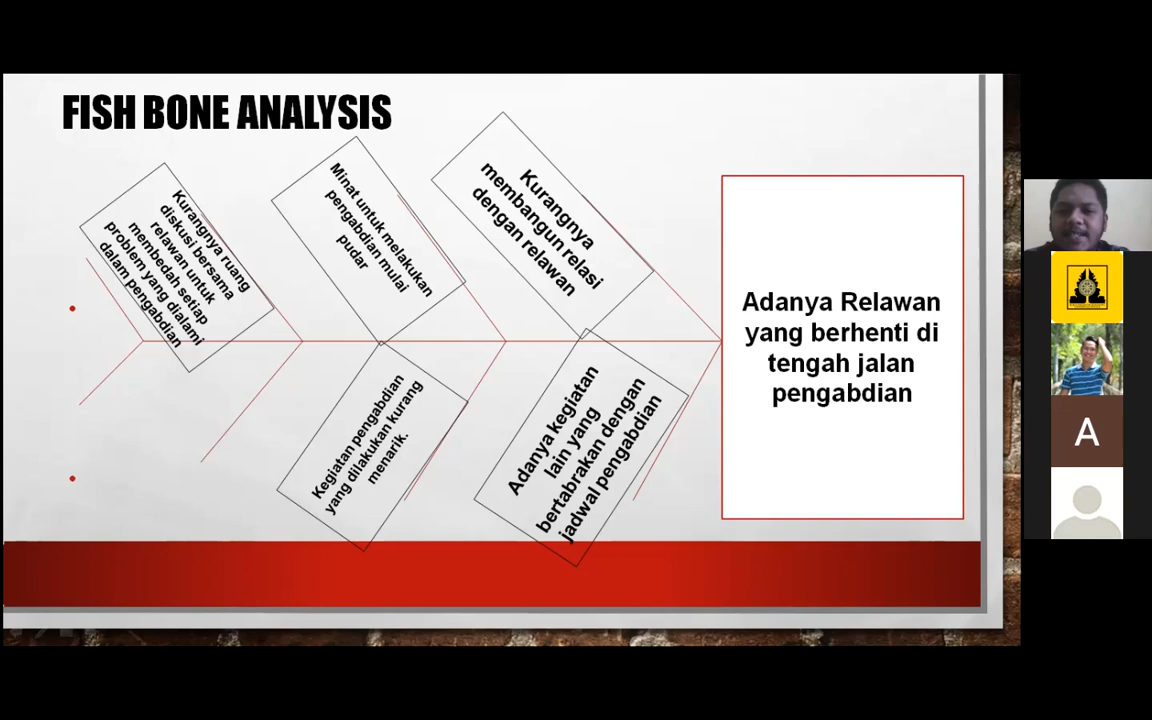 FISH BONE ANALYSIS
Kurangnya ruang
diskusi bersama
relawan untuk
membedah setiap
problem yang dialami
dalam pengabdian
Minat untuk melakukan
pengabdian mulai
pudar
Kurangnya
membangun relasi
dengan relawan
Kegiatan pengabdian
yang dilakukan kurang
menarik.
Adanya kegiatan
lain yang
bertabrakan dengan
jadwal pengabdian
Adanya Relawan
yang berhenti di
tengah jalan
pengabdian
A